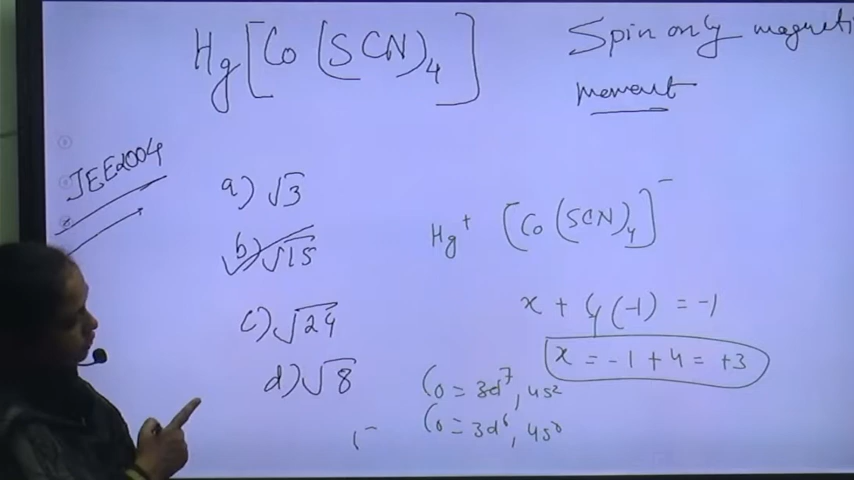 Hg[Co(SCN)₄]
Spin only magneti
moment
JEE2004
a) √3
b) √15
c) √24
d) √8
Hg⁺ [Co(SCN)₄]⁻
x + 4(-1) = -1
x = -1 + 4 = +3
Co = 3d⁷, 4s²
Co = 3d⁶, 4s⁰